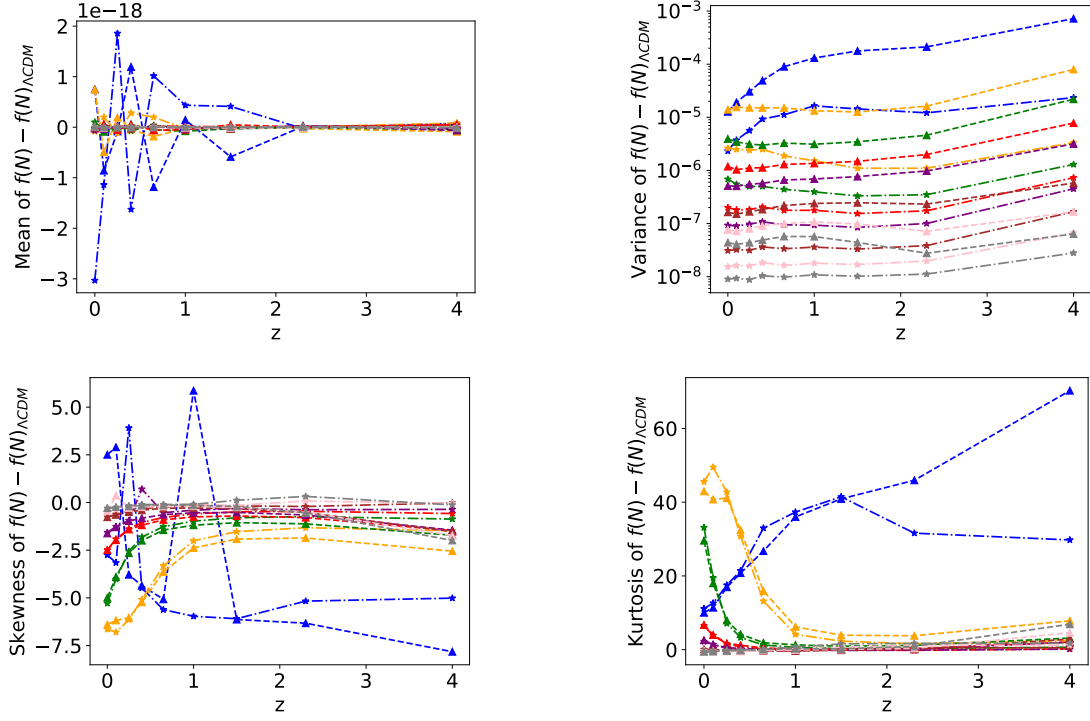 1e−18
2
1
0
−1
−2
−3
0 1 2 3 4
z
Mean of f(N) − f(N)ΛCDM
10⁻³
10⁻⁴
10⁻⁵
10⁻⁶
10⁻⁷
10⁻⁸
0 1 2 3 4
z
Variance of f(N) − f(N)ΛCDM
5.0
2.5
0.0
−2.5
−5.0
−7.5
0 1 2 3 4
z
Skewness of f(N) − f(N)ΛCDM
60
40
20
0
0 1 2 3 4
z
Kurtosis of f(N) − f(N)ΛCDM